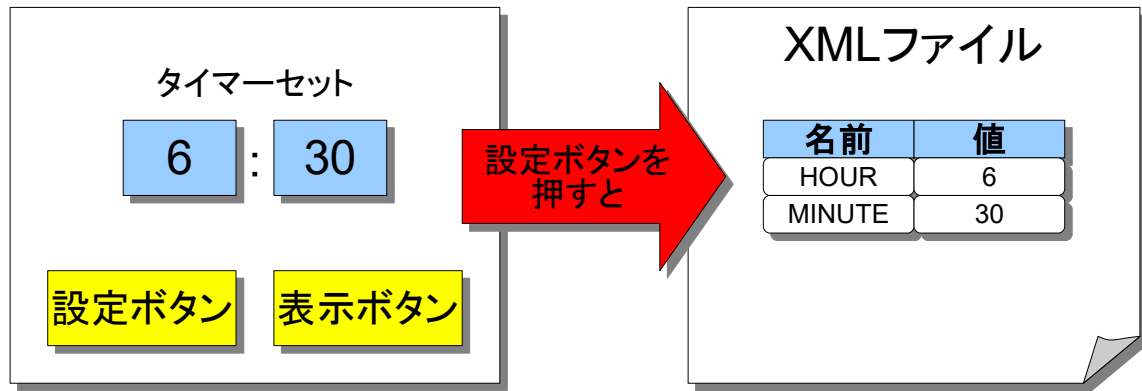 タイマーセット
6 : 30
設定ボタン 表示ボタン
設定ボタンを
押すと
XMLファイル
名前 値
HOUR 6
MINUTE 30